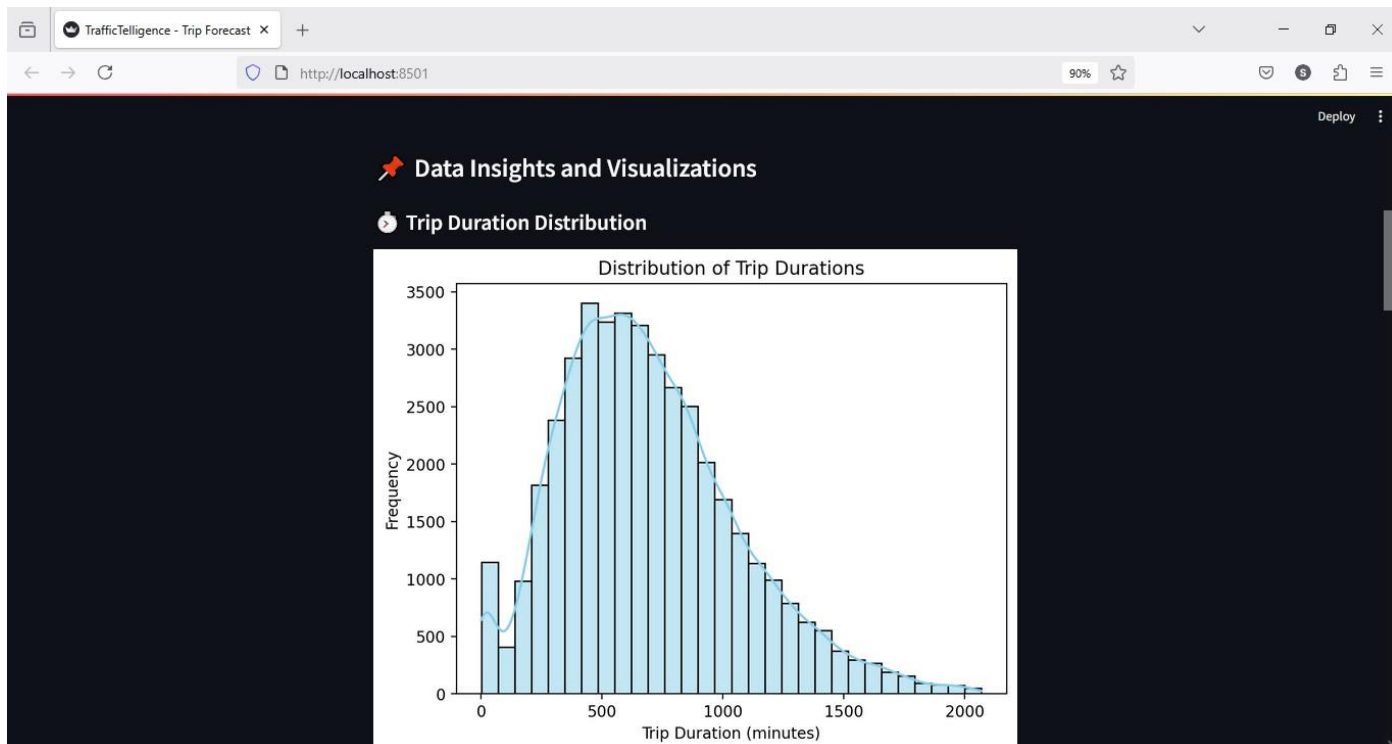 TrafficTelligence - Trip Forecast
http://localhost:8501
90%
S
Deploy
Data Insights and Visualizations
Trip Duration Distribution
Distribution of Trip Durations
3500
3000
2500
2000
1500
1000
500
0
Frequency
0 500 1000 1500 2000
Trip Duration (minutes)